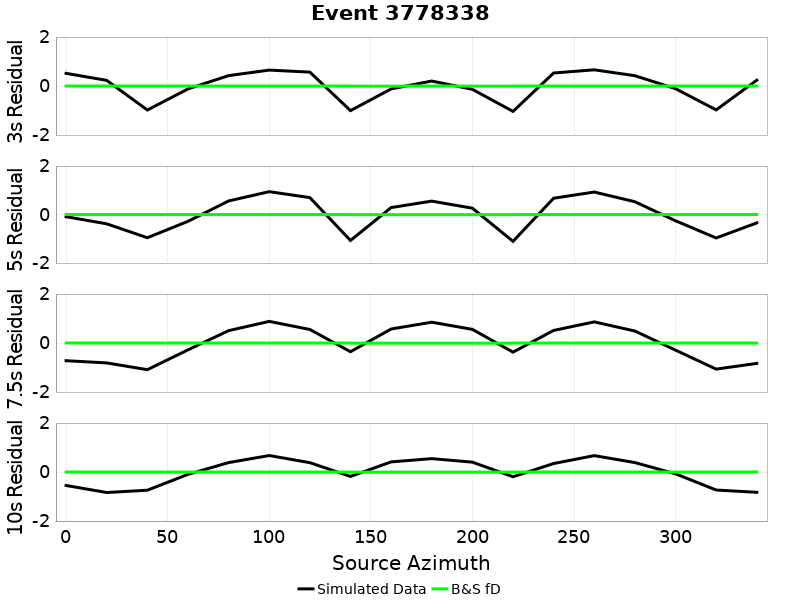 Event 3778338
3s Residual
2
0
-2
5s Residual
2
0
-2
7.5s Residual
2
0
-2
10s Residual
2
0
-2
0 50 100 150 200 250 300
Source Azimuth
Simulated Data B&S fD